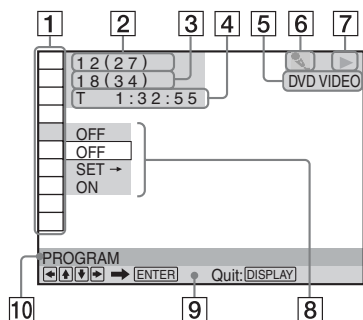 1 2 3 4 6 7
12(27)
18(34)
T 1:32:55
5 DVD VIDEO
OFF
OFF
SET →
ON
PROGRAM
← ↑ ↓ → ➡ ENTER Quit: DISPLAY
10 9 8